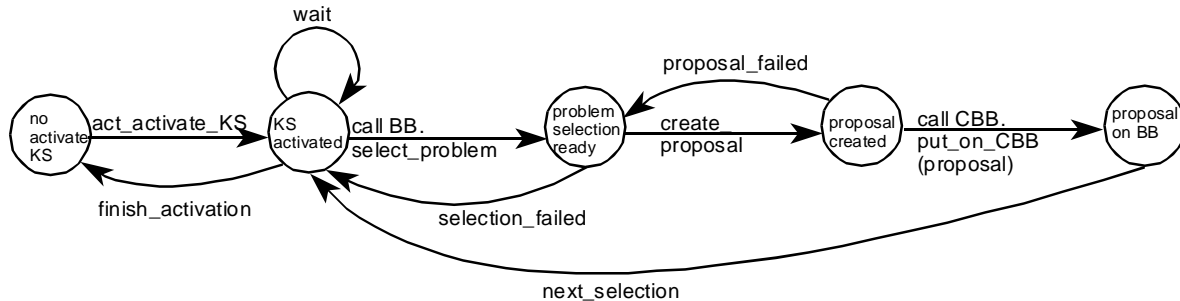 wait
no
activate
KS
act_activate_KS
KS
activated
call BB.
select_problem
problem
selection
ready
proposal_failed
create_
proposal
proposal
created
call CBB.
put_on_CBB
(proposal)
proposal
on BB
finish_activation
selection_failed
next_selection